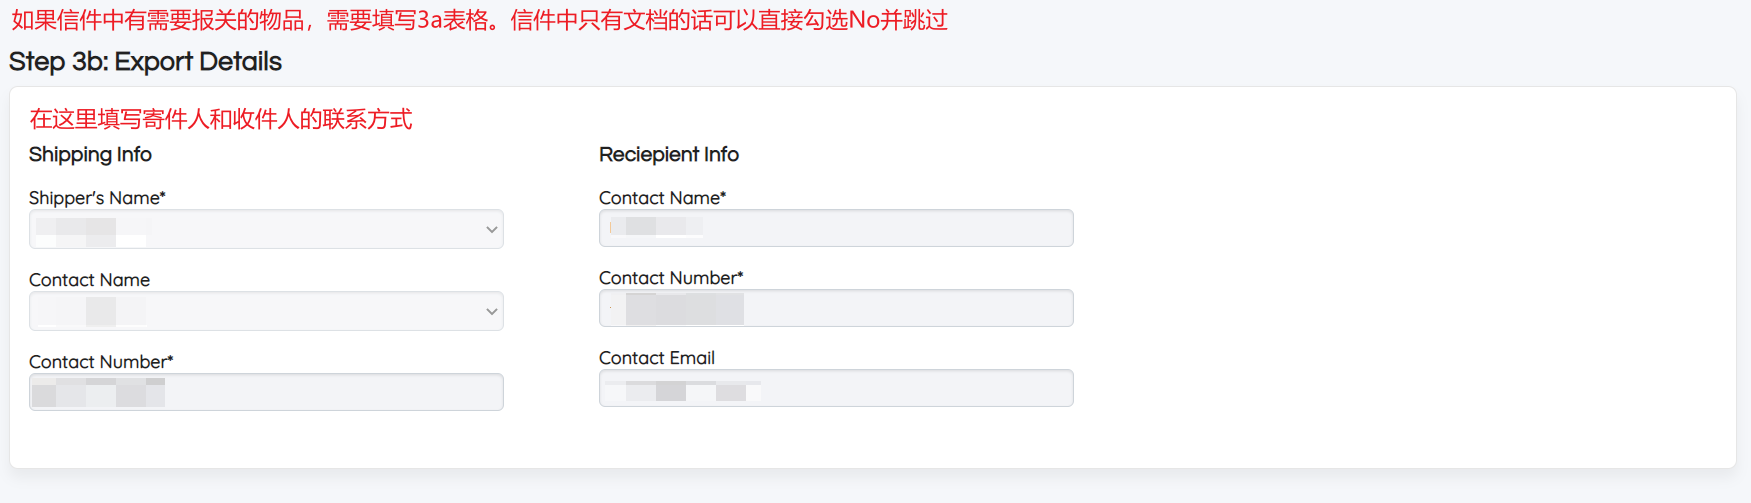 如果信件中有需要报关的物品，需要填写3a表格。信件中只有文档的话可以直接勾选No并跳过
Step 3b: Export Details
在这里填写寄件人和收件人的联系方式
Shipping Info
Reciepient Info
Shipper's Name*
Contact Name*
Contact Name
Contact Number*
Contact Number*
Contact Email